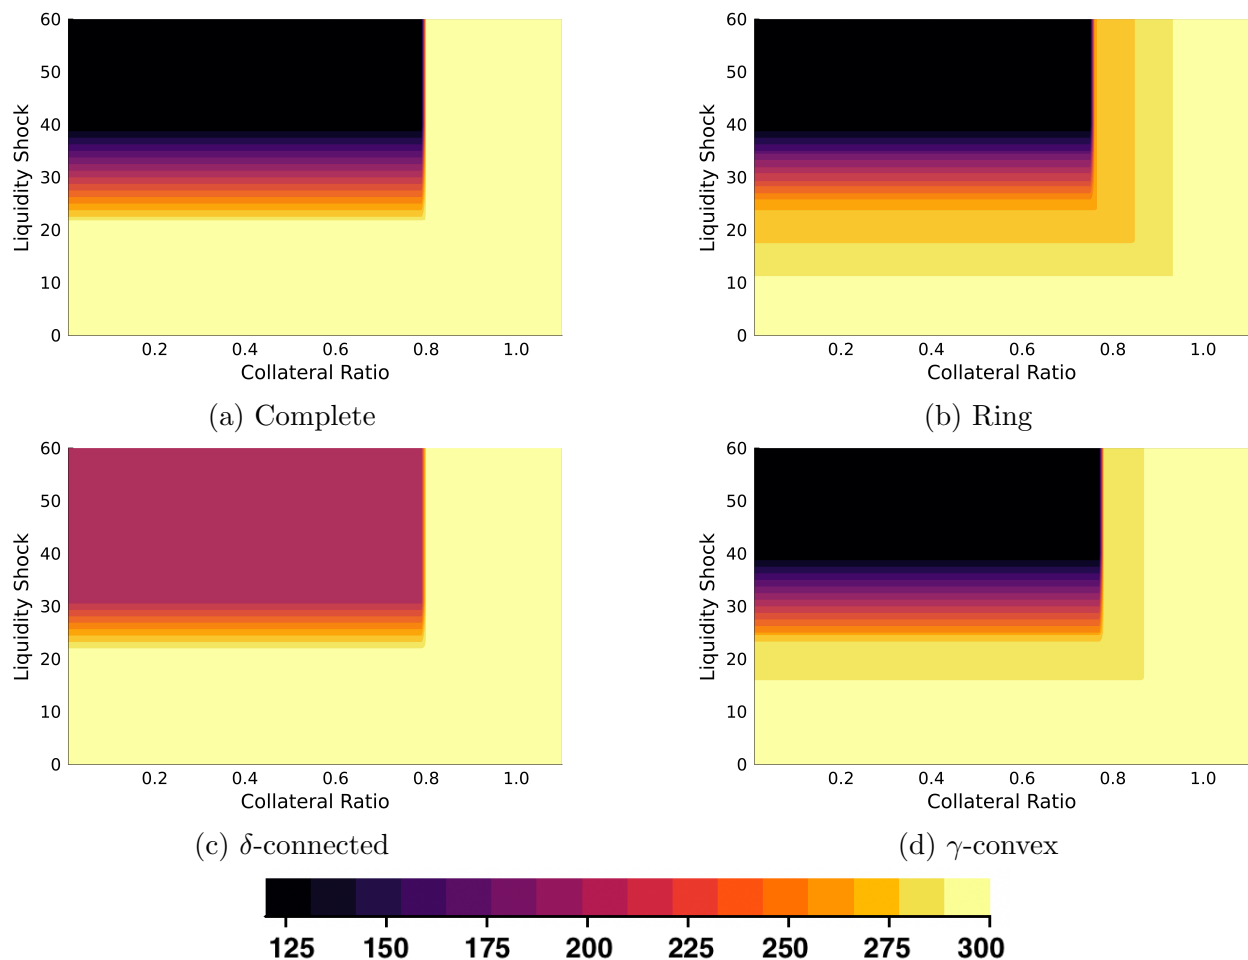 60
50
40
30
20
10
0
Liquidity Shock
0.2 0.4 0.6 0.8 1.0
Collateral Ratio
(a) Complete
60
50
40
30
20
10
0
Liquidity Shock
0.2 0.4 0.6 0.8 1.0
Collateral Ratio
(b) Ring
60
50
40
30
20
10
0
Liquidity Shock
0.2 0.4 0.6 0.8 1.0
Collateral Ratio
(c) δ-connected
60
50
40
30
20
10
0
Liquidity Shock
0.2 0.4 0.6 0.8 1.0
Collateral Ratio
(d) γ-convex
125 150 175 200 225 250 275 300